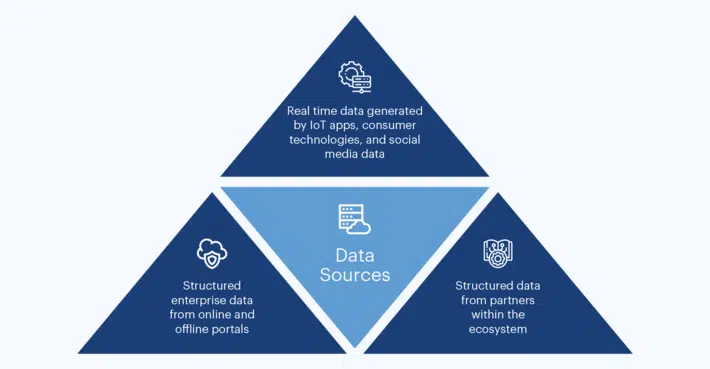 Real time data generated
by IoT apps, consumer
technologies, and social
media data
Data
Sources
Structured
enterprise data
from online and
offline portals
Structured data
from partners
within the
ecosystem